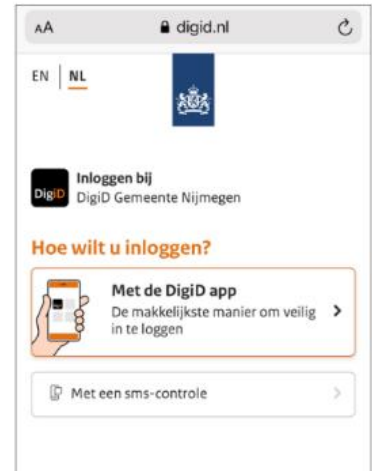 AA digid.nl
EN | NL
DigiD
Inloggen bij
DigiD Gemeente Nijmegen
Hoe wilt u inloggen?
Met de DigiD app
De makkelijkste manier om veilig
in te loggen
Met een sms-controle